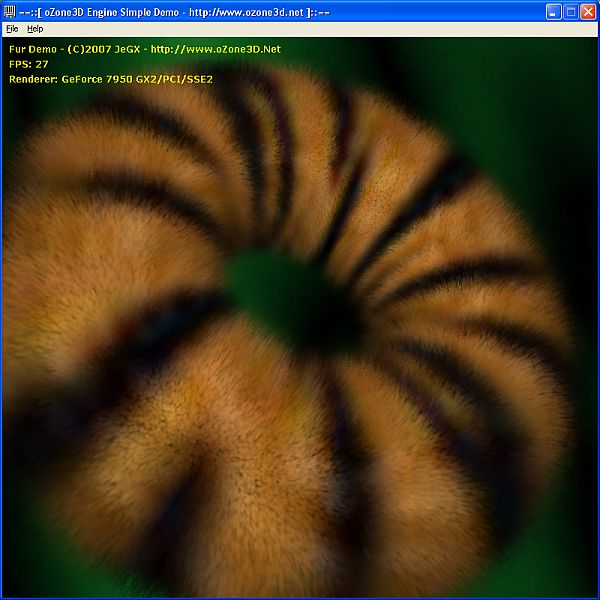 --::[ oZone3D Engine Simple Demo - http://www.ozone3d.net ]::--
File Help
Fur Demo - (C)2007 JeGX - http://www.oZone3D.Net
FPS: 27
Renderer: GeForce 7950 GX2/PCI/SSE2